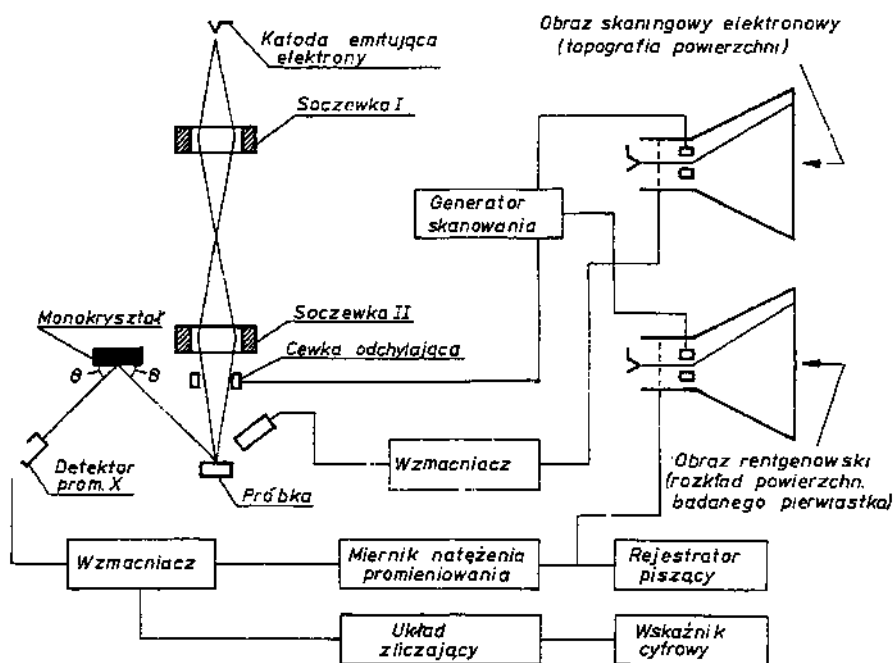 Katoda emitująca
elektrony
Obraz skaningowy elektronowy
(topografia powierzchni)
Soczewka I
Generator
skanowania
Monokryształ
Soczewka II
Cewka odchylająca
θ
θ
Detektor
prom. X
Próbka
Wzmacniacz
Obraz rentgenowski
(rozkład powierzchn.
badanego pierwiastka)
Wzmacniacz
Miernik natężenia
promieniowania
Rejestrator
piszący
Układ
zliczający
Wskaźnik
cyfrowy